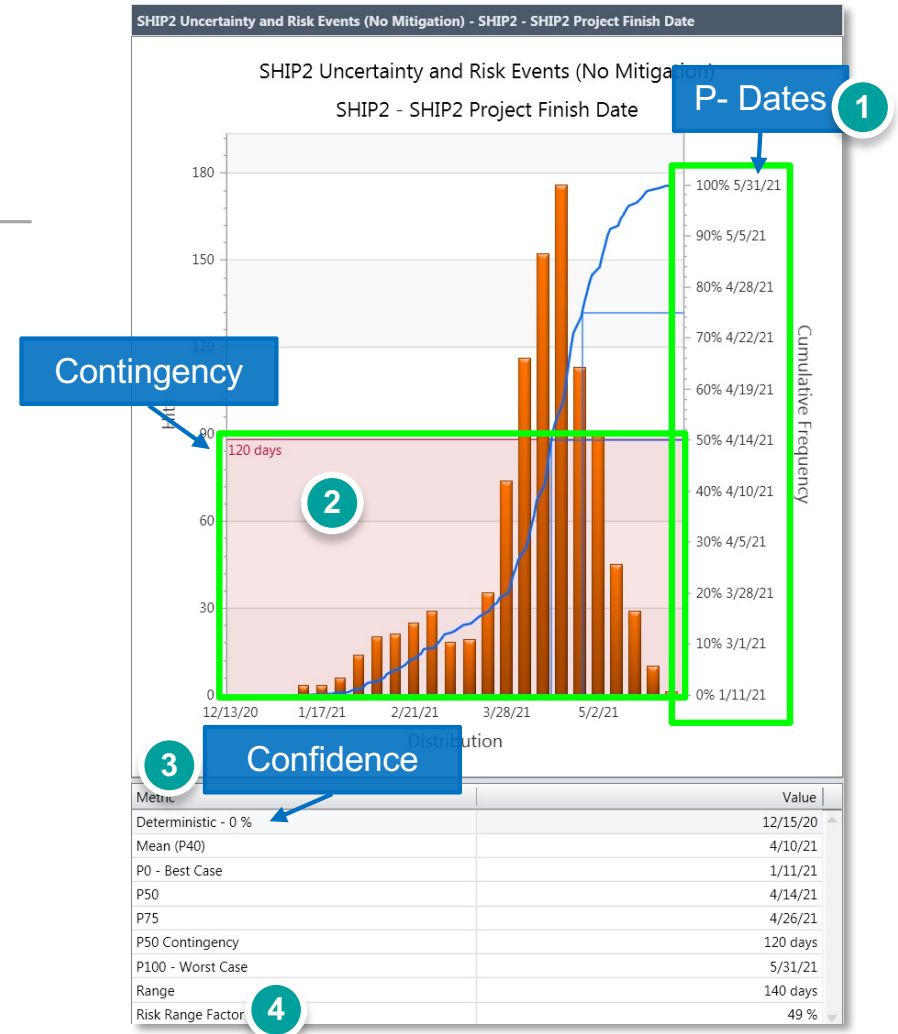 SHIP2 Uncertainty and Risk Events (No Mitigation) - SHIP2 - SHIP2 Project Finish Date
SHIP2 Uncertainty and Risk Events (No Mitigation)
P- Dates
1
SHIP2 - SHIP2 Project Finish Date
180
150
120
90
60
30
0
Hits
Contingency
120 days
2
100% 5/31/21
90% 5/5/21
80% 4/28/21
70% 4/22/21
60% 4/19/21
50% 4/14/21
40% 4/10/21
30% 4/5/21
20% 3/28/21
10% 3/1/21
0% 1/11/21
Cumulative Frequency
12/13/20 1/17/21 2/21/21 3/28/21 5/2/21
Distribution
3
Confidence
Metric Value
Deterministic - 0 % 12/15/20
Mean (P40) 4/10/21
P0 - Best Case 1/11/21
P50 4/14/21
P75 4/26/21
P50 Contingency 120 days
P100 - Worst Case 5/31/21
Range 140 days
Risk Range Factor 49 %
4